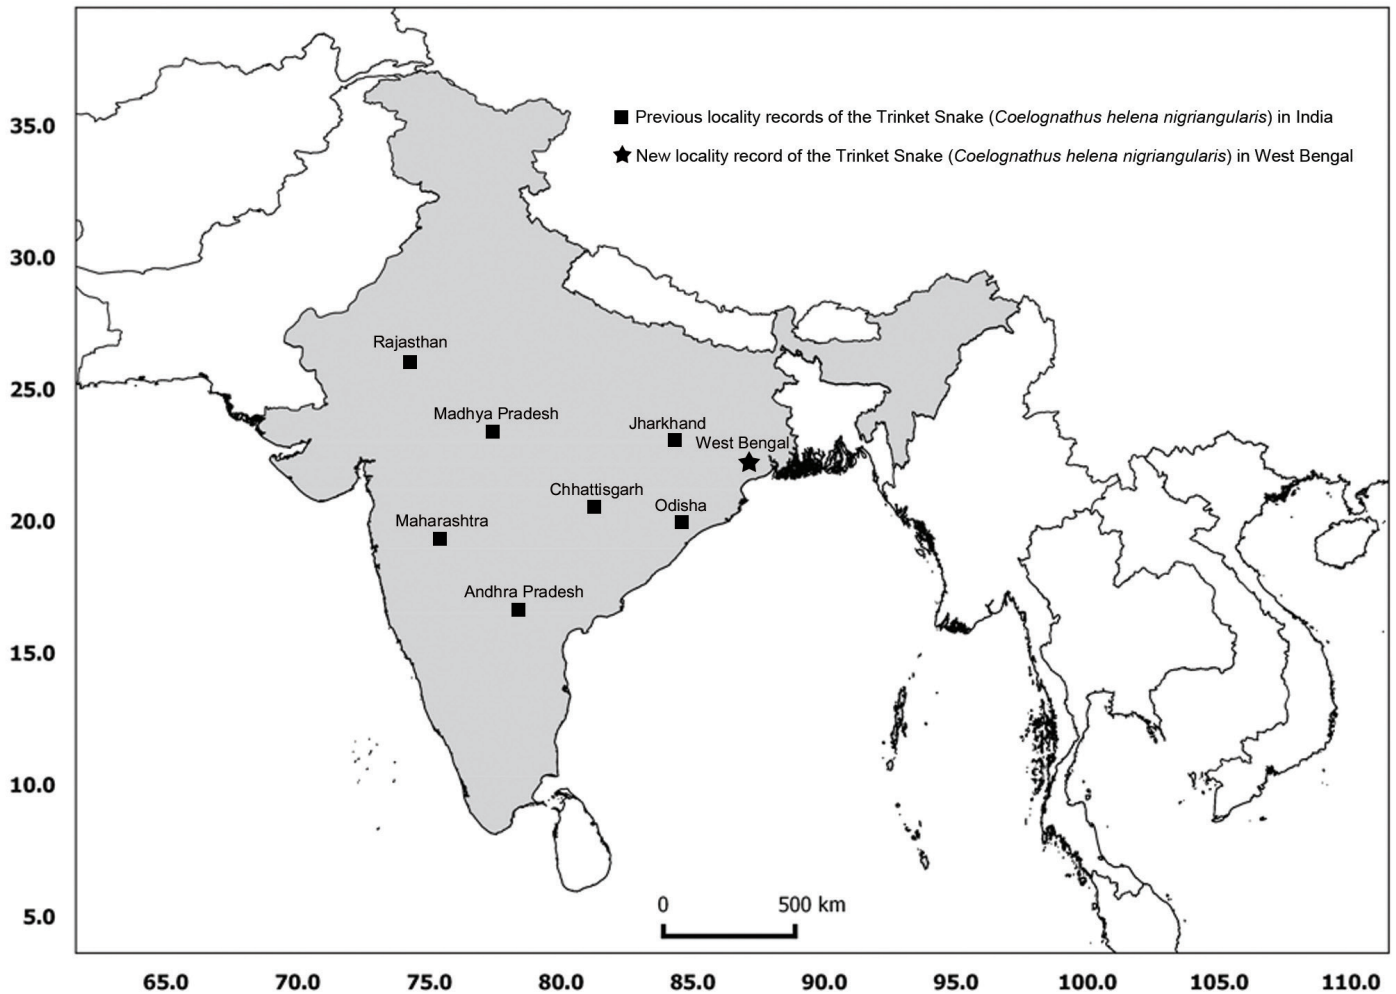 Previous locality records of the Trinket Snake (Coelognathus helena nigriangularis) in India
New locality record of the Trinket Snake (Coelognathus helena nigriangularis) in West Bengal
35.0
30.0
25.0
20.0
15.0
10.0
5.0
Rajasthan
Madhya Pradesh
Jharkhand
West Bengal
Chhattisgarh
Odisha
Maharashtra
Andhra Pradesh
0 500 km
65.0 70.0 75.0 80.0 85.0 90.0 95.0 100.0 105.0 110.0